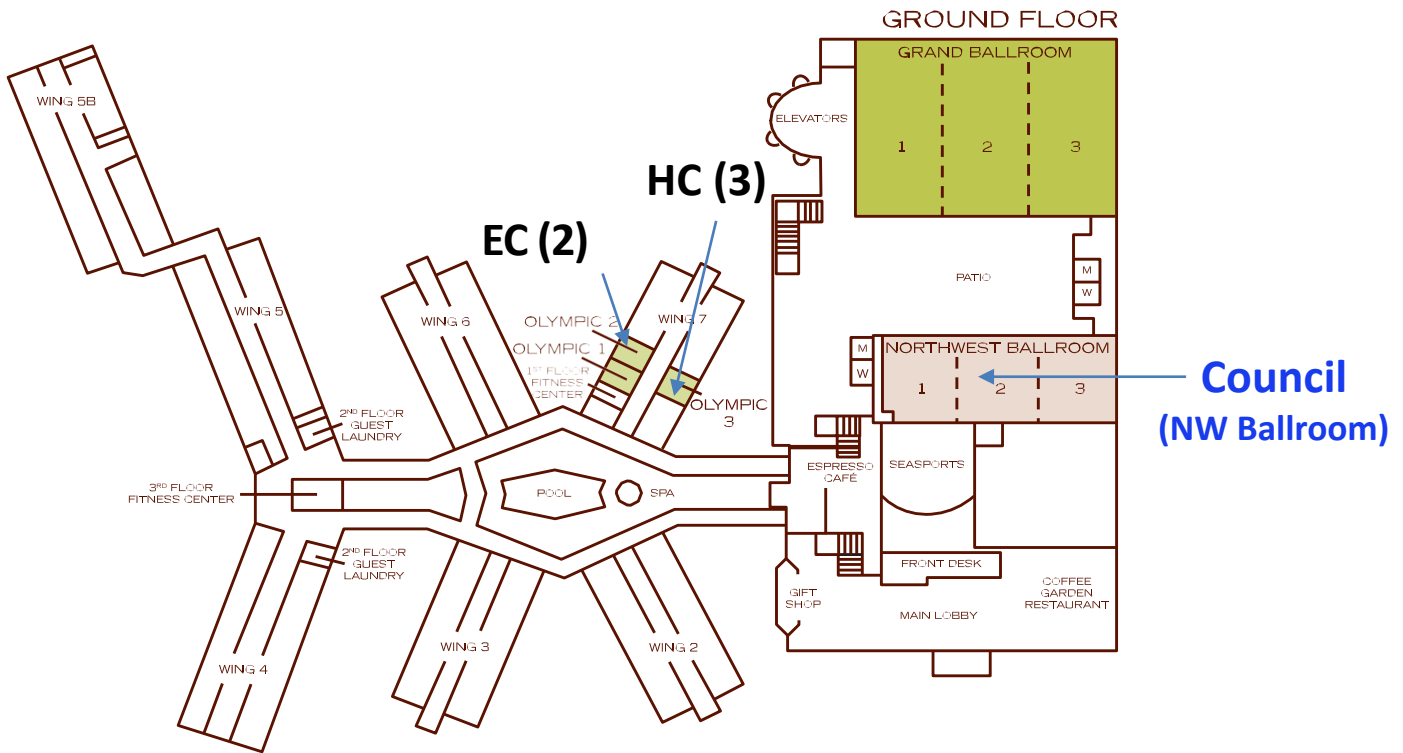 GROUND FLOOR
GRAND BALLROOM
1
2
3
ELEVATORS
WING 5B
HC (3)
EC (2)
PATIO
M
W
WING 5
WING 6
OLYMPIC 2
WING 7
OLYMPIC 1
1ST FLOOR
FITNESS
CENTER
OLYMPIC
3
M
W
NORTHWEST BALLROOM
1
2
3
Council
(NW Ballroom)
2ND FLOOR
GUEST
LAUNDRY
ESPRESSO
CAFÉ
SEASPORTS
3RD FLOOR
FITNESS CENTER
POOL
SPA
2ND FLOOR
GUEST
LAUNDRY
FRONT DESK
GIFT
SHOP
MAIN LOBBY
COFFEE
GARDEN
RESTAURANT
WING 4
WING 3
WING 2